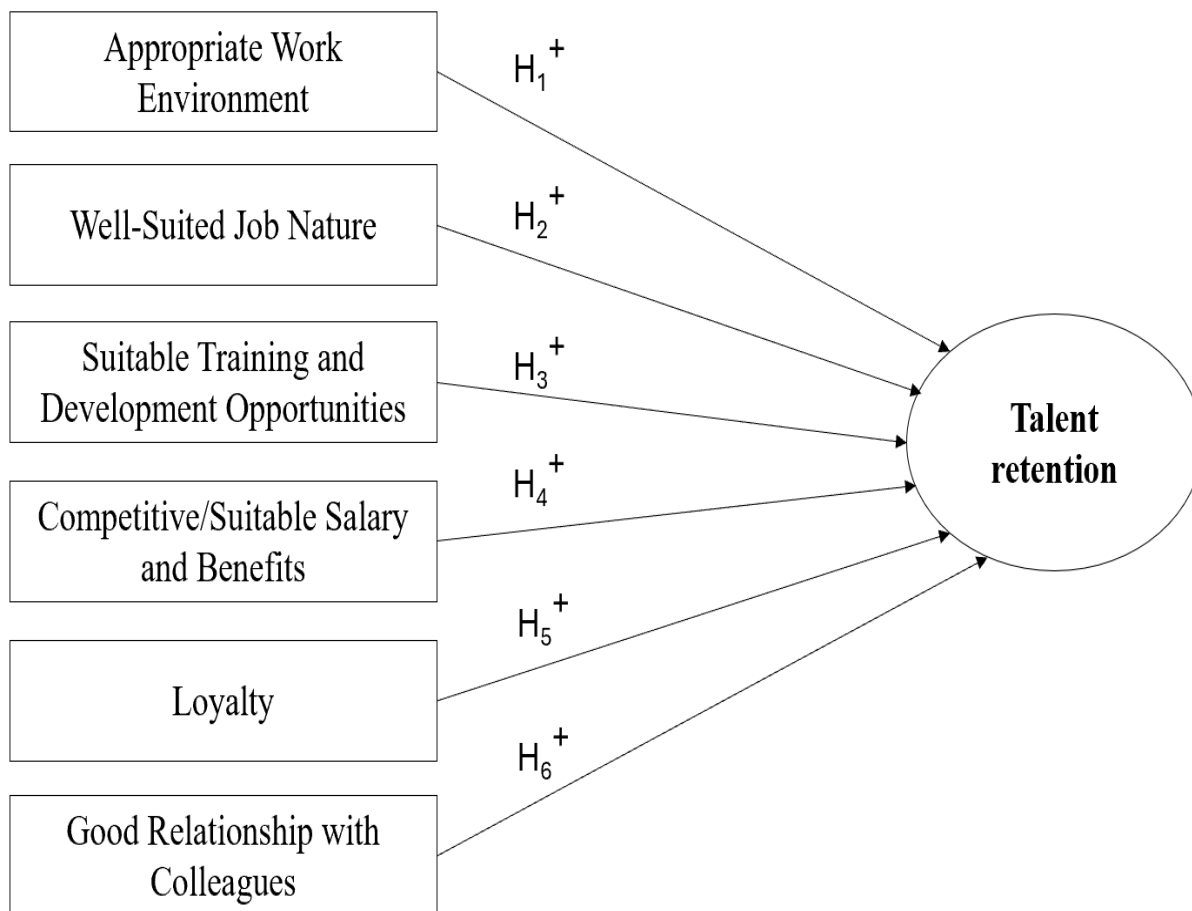 Appropriate Work
Environment
H1+
Well-Suited Job Nature
H2+
Suitable Training and
Development Opportunities
H3+
Competitive/Suitable Salary
and Benefits
H4+
Loyalty
H5+
Good Relationship with
Colleagues
H6+
Talent
retention